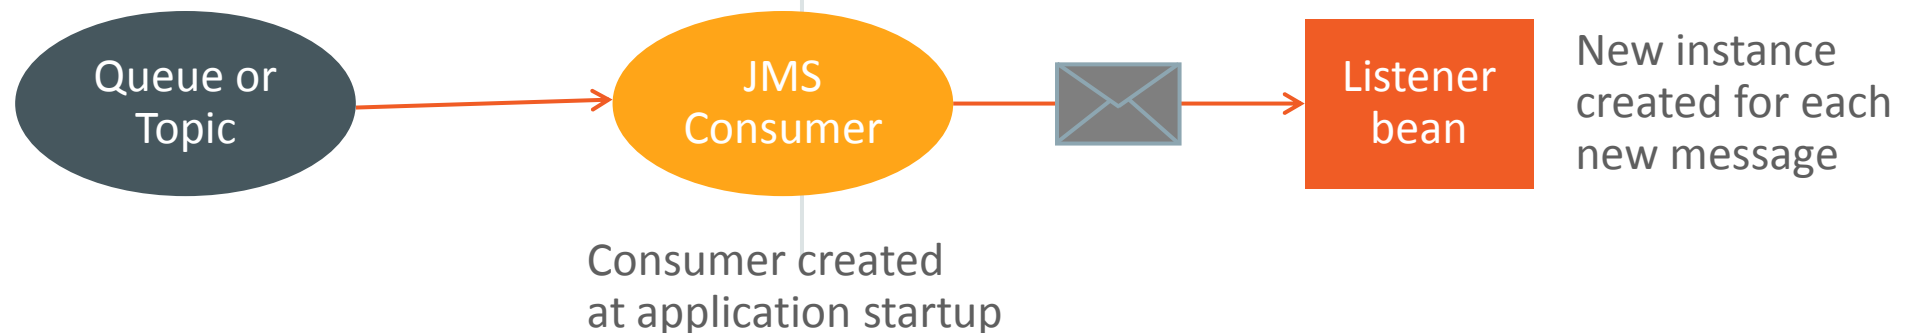 Queue or
Topic
JMS
Consumer
Listener
bean
New instance
created for each
new message
Consumer created
at application startup